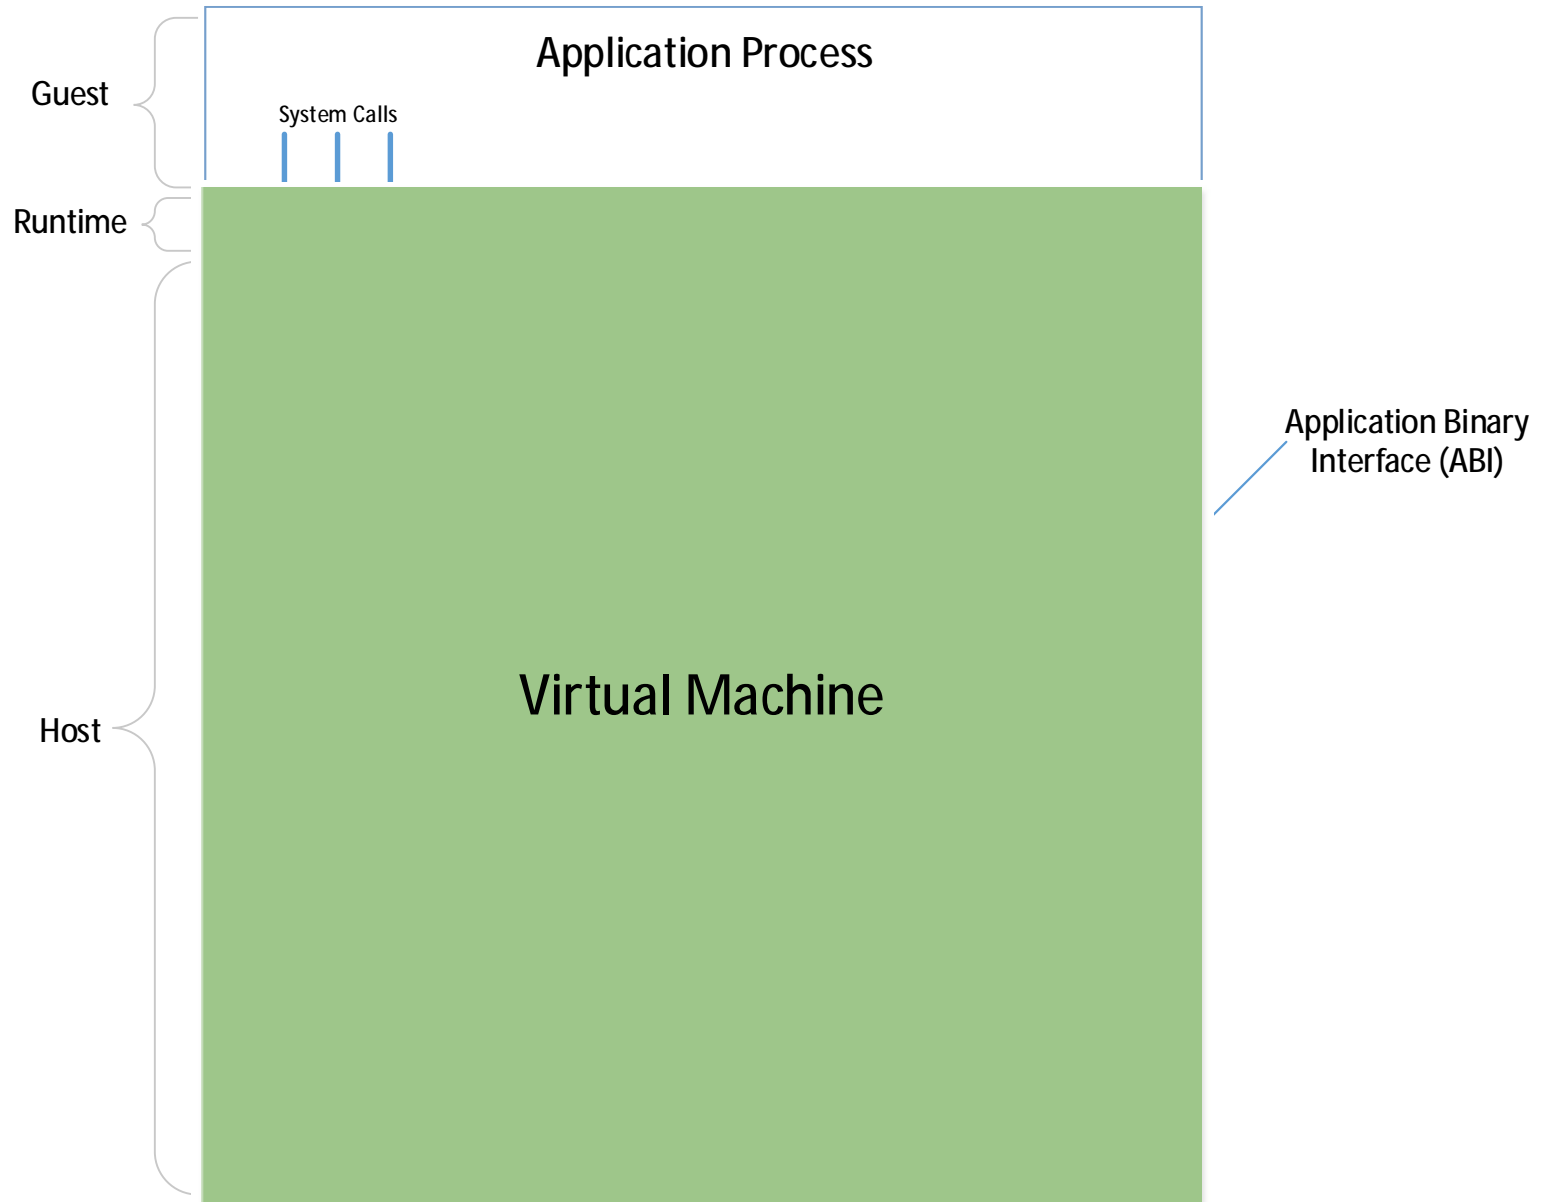 Application Process
Guest
System Calls
Runtime
Application Binary
Interface (ABI)
Virtual Machine
Host